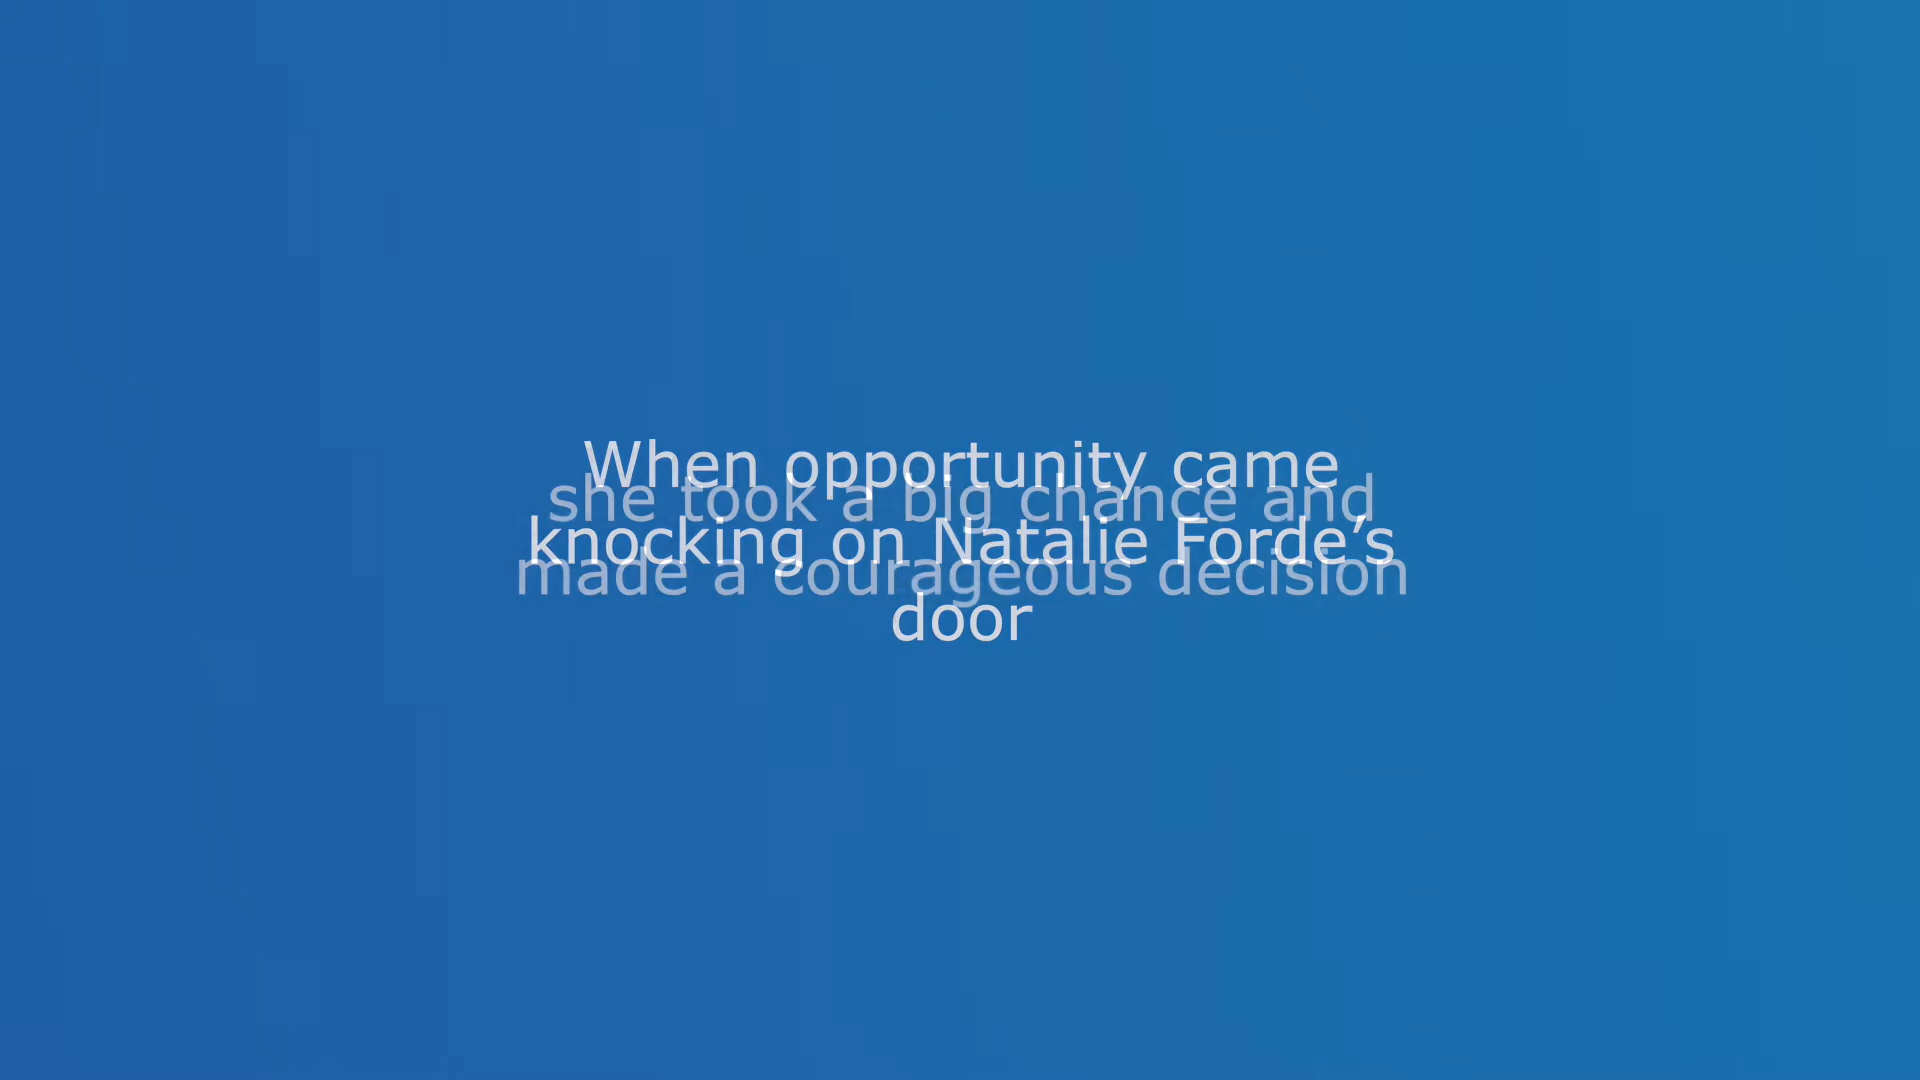 When opportunity came
knocking on Natalie Forde’s
door
she took a big chance and
made a courageous decision